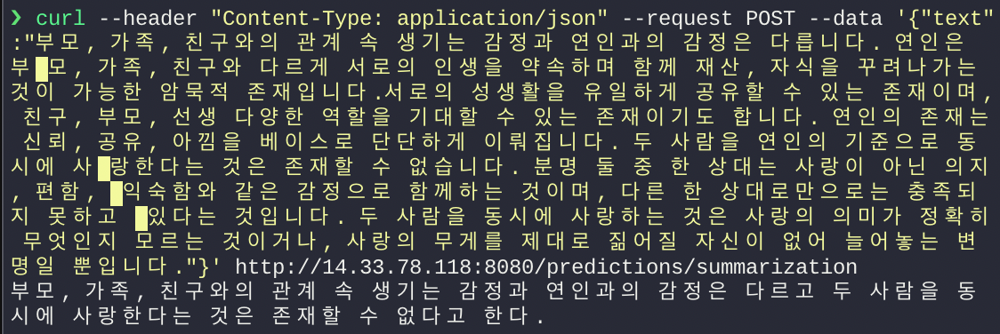 ❯ curl --header "Content-Type: application/json" --request POST --data '{"text"
:"부모, 가족, 친구와의 관계 속 생기는 감정과 연인과의 감정은 다릅니다. 연인은
부 모, 가족, 친구와 다르게 서로의 인생을 약속하며 함께 재산, 자식을 꾸려나가는
것이 가능한 암묵적 존재입니다.서로의 성생활을 유일하게 공유할 수 있는 존재이며,
친구, 부모, 선생 다양한 역할을 기대할 수 있는 존재이기도 합니다. 연인의 존재는
신뢰, 공유, 아낌을 베이스로 단단하게 이뤄집니다. 두 사람을 연인의 기준으로 동
시에 사 랑한다는 것은 존재할 수 없습니다. 분명 둘 중 한 상대는 사랑이 아닌 의지
, 편함, 익숙함와 같은 감정으로 함께하는 것이며, 다른 한 상대로만으로는 충족되
지 못하고 있다는 것입니다. 두 사람을 동시에 사랑하는 것은 사랑의 의미가 정확히
무엇인지 모르는 것이거나, 사랑의 무게를 제대로 짊어질 자신이 없어 늘어놓는 변
명일 뿐입니다."}' http://14.33.78.118:8080/predictions/summarization
부모, 가족, 친구와의 관계 속 생기는 감정과 연인과의 감정은 다르고 두 사람을 동
시에 사랑한다는 것은 존재할 수 없다고 한다.